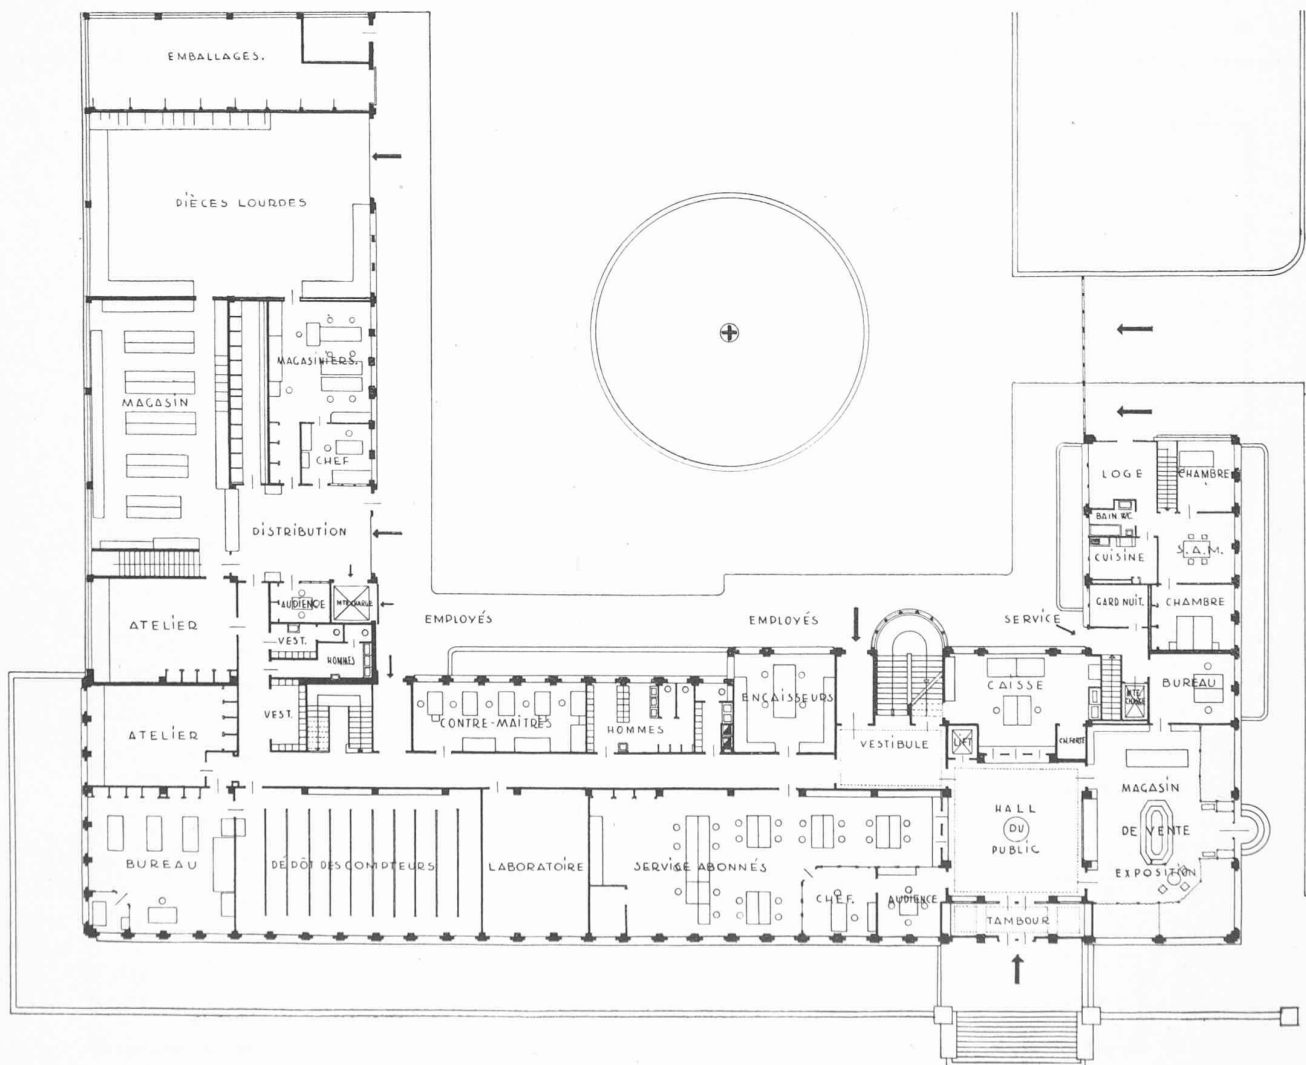 EMBALLAGES.
PIÈCES LOURDES
MAGASINIERS.
MAGASIN
CHEF
LOGE
CHAMBRE
BAIN WC.
DISTRIBUTION
CUISINE
S.A.M.
AUDIENCE
MTE CHARGE
GARD NUIT.
CHAMBRE
ATELIER
EMPLOYÉS
EMPLOYÉS
SERVICE
VEST.
HOMMES
CAISSE
BUREAU
ENCAISSEURS
MTE CHARGE
VEST.
CONTRE-MAÎTRES
HOMMES
ATELIER
VESTIBULE
LIFT
MAGASIN
DE VENTE
EXPOSITION
HALL
DU
PUBLIC
BUREAU
DÉPÔT DES COMPTEURS
LABORATOIRE
SERVICE ABONNÉS
CHEF.
AUDIENCE
TAMBOUR